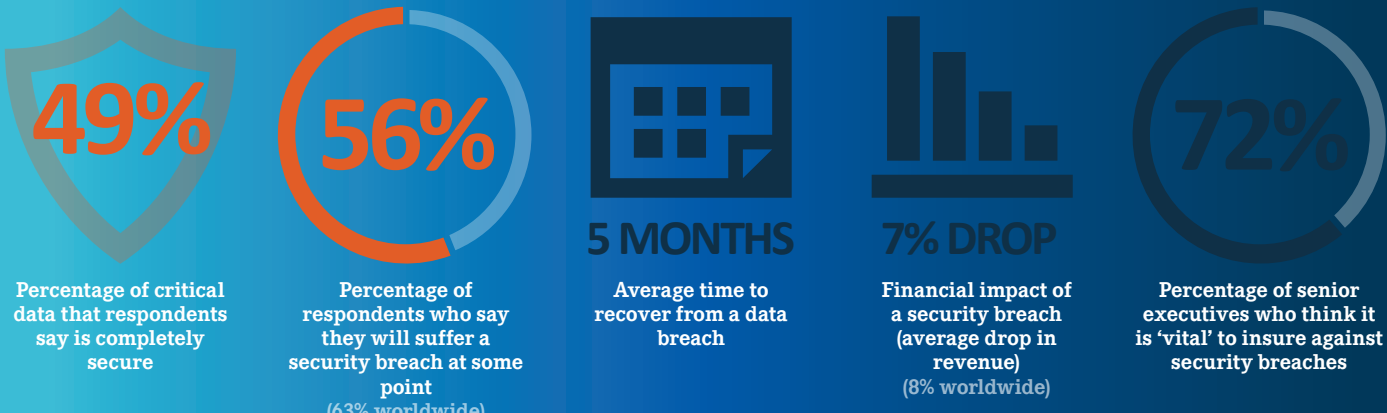 49%
Percentage of critical
data that respondents
say is completely
secure
56%
Percentage of
respondents who say
they will suffer a
security breach at some
point
(63% worldwide)
5 MONTHS
Average time to
recover from a data
breach
7% DROP
Financial impact of
a security breach
(average drop in
revenue)
(8% worldwide)
72%
Percentage of senior
executives who think it
is ‘vital’ to insure against
security breaches